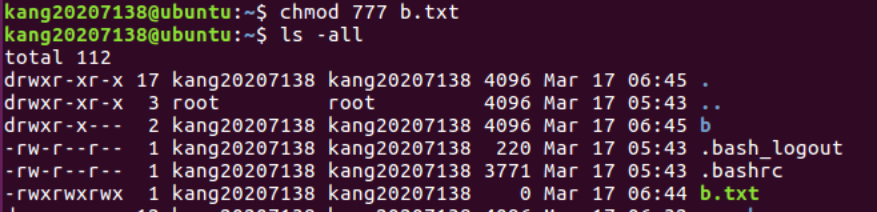 kang20207138@ubuntu:~$ chmod 777 b.txt
kang20207138@ubuntu:~$ ls -all
total 112
drwxr-xr-x 17 kang20207138 kang20207138 4096 Mar 17 06:45 .
drwxr-xr-x  3 root         root         4096 Mar 17 05:43 ..
drwxr-x---  2 kang20207138 kang20207138 4096 Mar 17 06:45 b
-rw-r--r--  1 kang20207138 kang20207138  220 Mar 17 05:43 .bash_logout
-rw-r--r--  1 kang20207138 kang20207138 3771 Mar 17 05:43 .bashrc
-rwxrwxrwx  1 kang20207138 kang20207138    0 Mar 17 06:44 b.txt